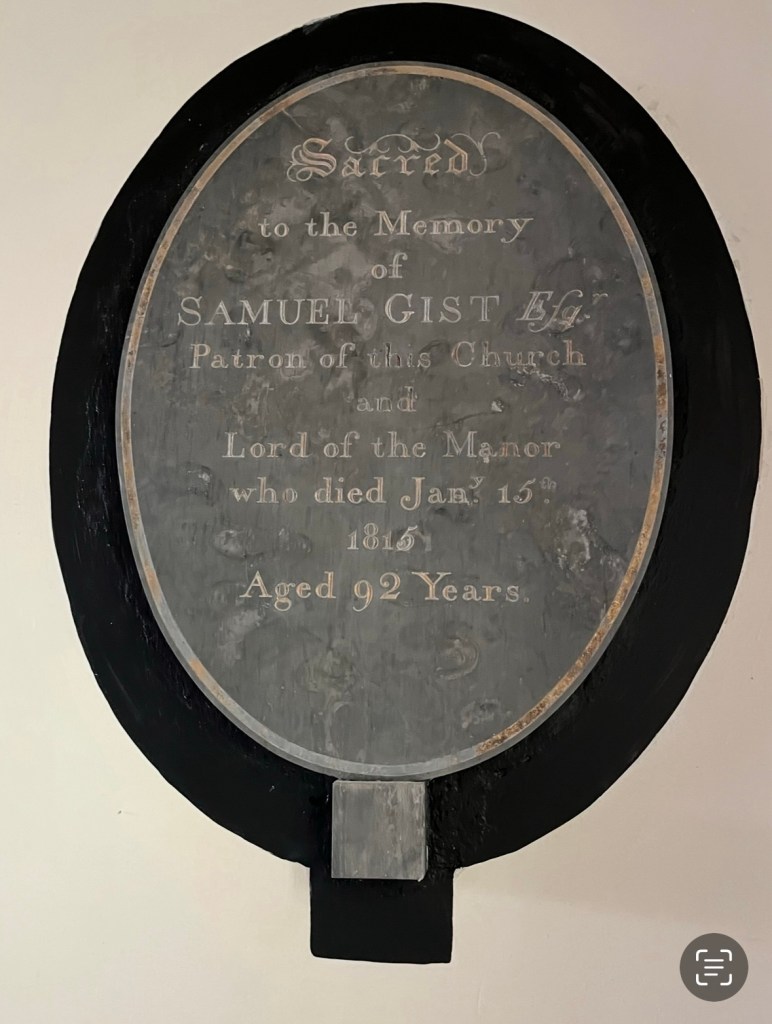 Sacred
to the Memory
of
SAMUEL GIST Esqr.
Patron of this Church
and
Lord of the Manor
who died Jany. 15th.
1815
Aged 92 Years.